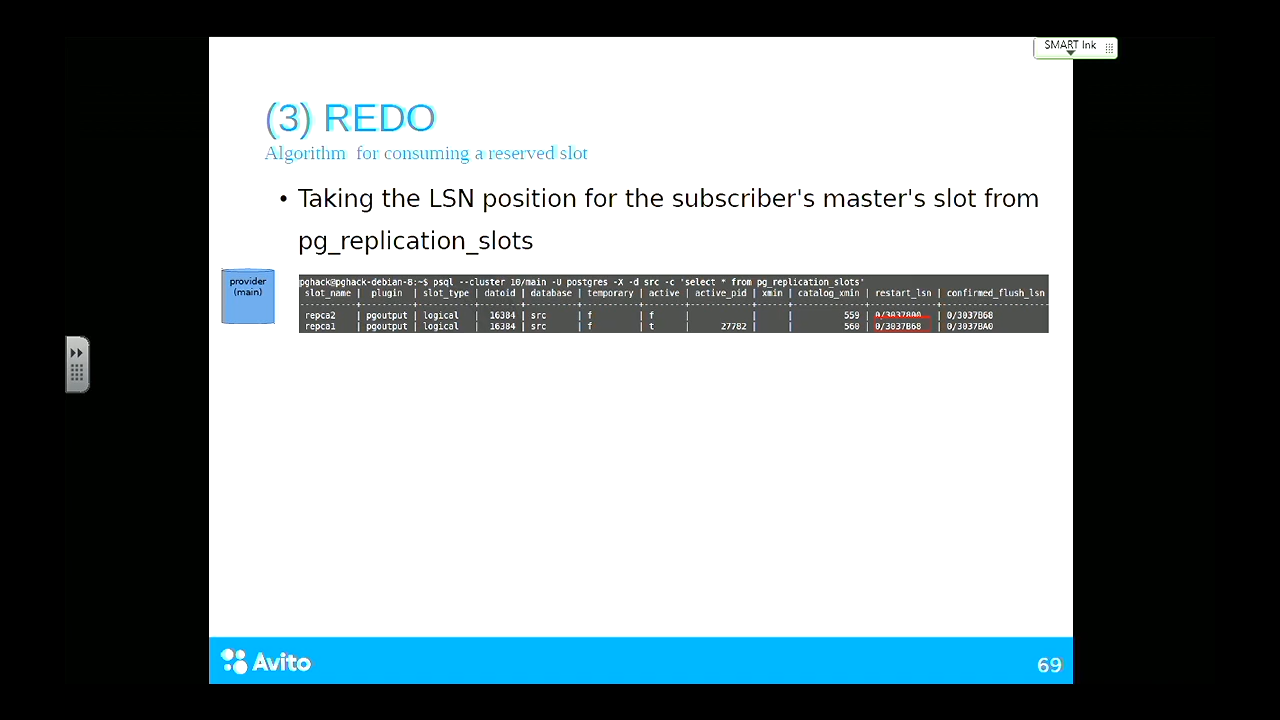 SMART Ink
(3) REDO
Algorithm for consuming a reserved slot
• Taking the LSN position for the subscriber's master's slot from
pg_replication_slots
provider
(main)
pghack@pghack-debian-8:~$ psql --cluster 10/main -U postgres -X -d src -c 'select * from pg_replication_slots'
slot_name | plugin | slot_type | datoid | database | temporary | active | active_pid | xmin | catalog_xmin | restart_lsn | confirmed_flush_lsn
repca2 | pgoutput | logical | 16384 | src | f | f | | | 559 | 0/3037B00 | 0/3037B68
repca1 | pgoutput | logical | 16384 | src | f | t | 27782 | | 560 | 0/3037B68 | 0/3037BA0
Avito
69